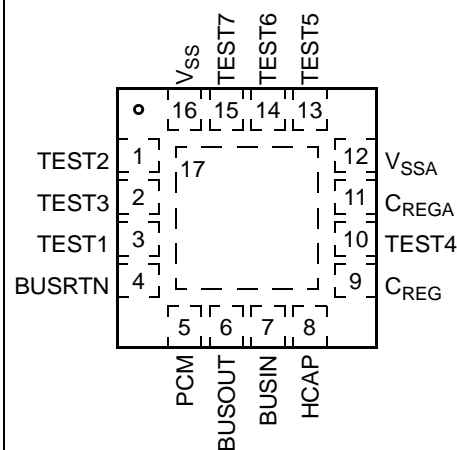 VSS
TEST7
TEST6
TEST5
16 15 14 13
TEST2 1 17 12 VSSA
TEST3 2 11 CREGA
TEST1 3 10 TEST4
BUSRTN 4 9 CREG
5 6 7 8
PCM
BUSOUT
BUSIN
HCAP